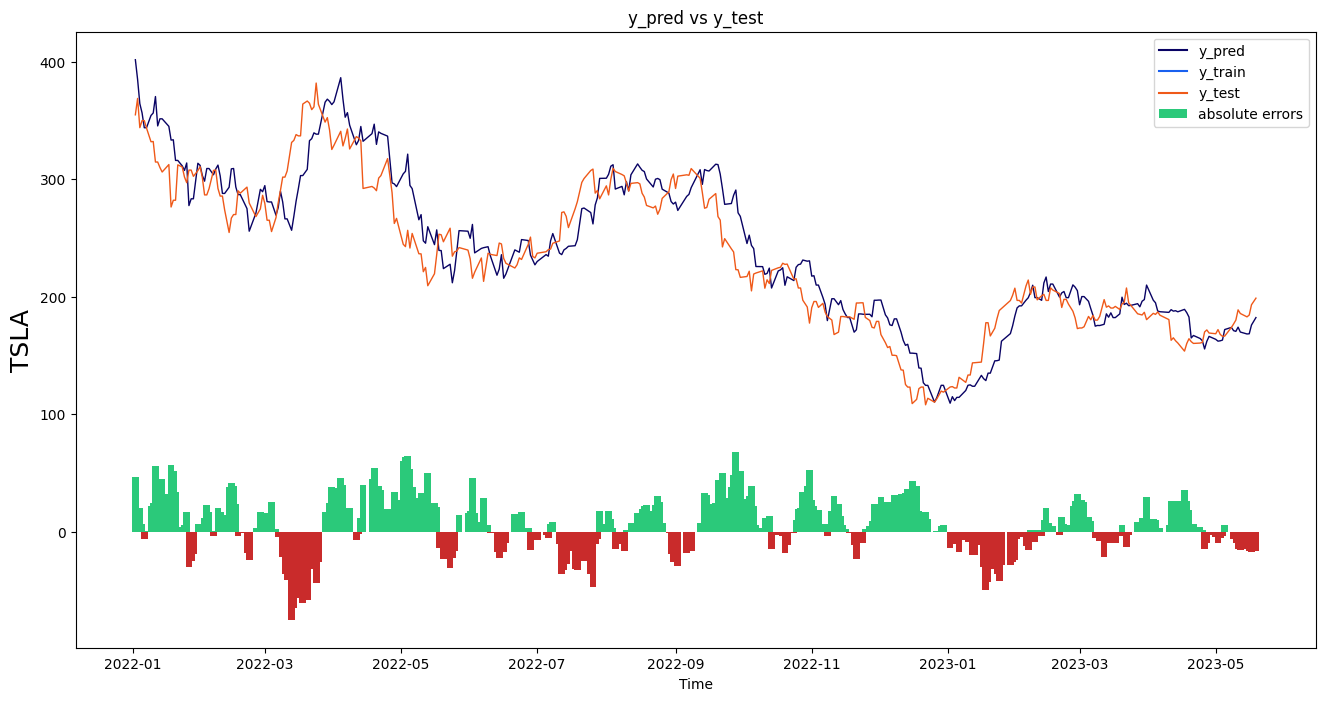 y_pred vs y_test
y_pred
y_train
y_test
absolute errors
400
300
200
100
0
TSLA
2022-01 2022-03 2022-05 2022-07 2022-09 2022-11 2023-01 2023-03 2023-05
Time